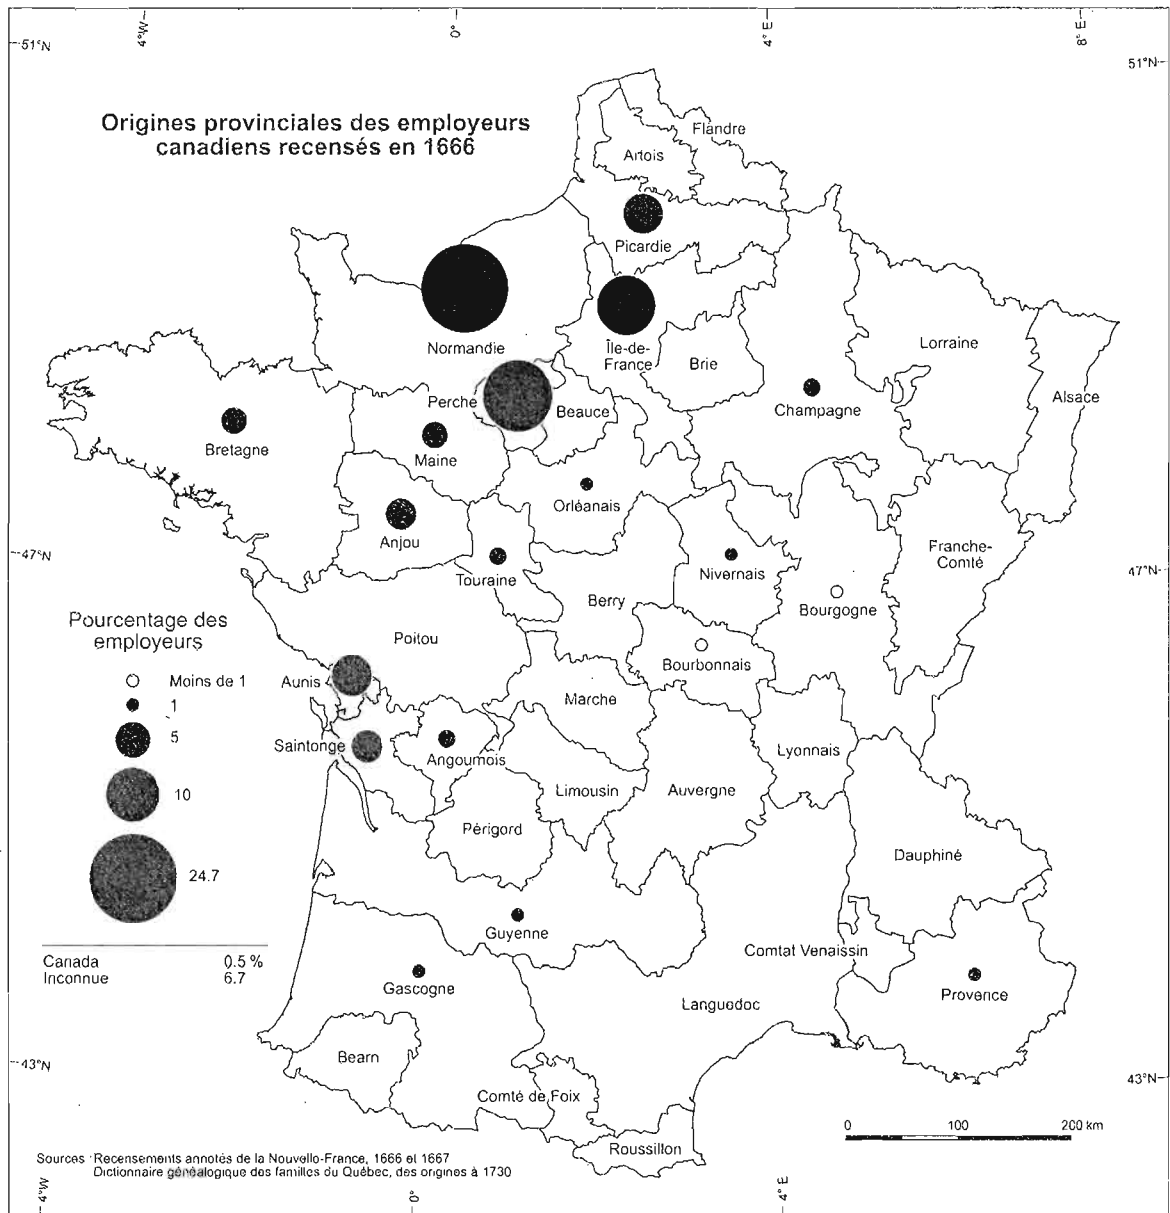 4°W
0°
4°E
8°E
51°N
51°N
Origines provinciales des employeurs
canadiens recensés en 1666
Flandre
Artois
Picardie
Normandie
Île-de-
France
Brie
Lorraine
Alsace
Champagne
Perche
Beauce
Bretagne
Maine
Orléanais
Anjou
Touraine
Nivernais
Franche-
Comté
47°N
47°N
Berry
Bourgogne
Poitou
Bourbonnais
Pourcentage des
employeurs
Moins de 1
1
5
10
24.7
Canada 0.5 %
Inconnue 6.7
Aunis
Marche
Saintonge
Angoumois
Lyonnais
Limousin
Auvergne
Périgord
Dauphiné
Guyenne
Comtat Venaissin
Gascogne
Provence
Languedoc
Bearn
43°N
43°N
Comté de Foix
Roussillon
0 100 200 km
Sources : Recensements annotés de la Nouvelle-France, 1666 et 1667
Dictionnaire généalogique des familles du Québec, des origines à 1730
4°W
0°
4°E